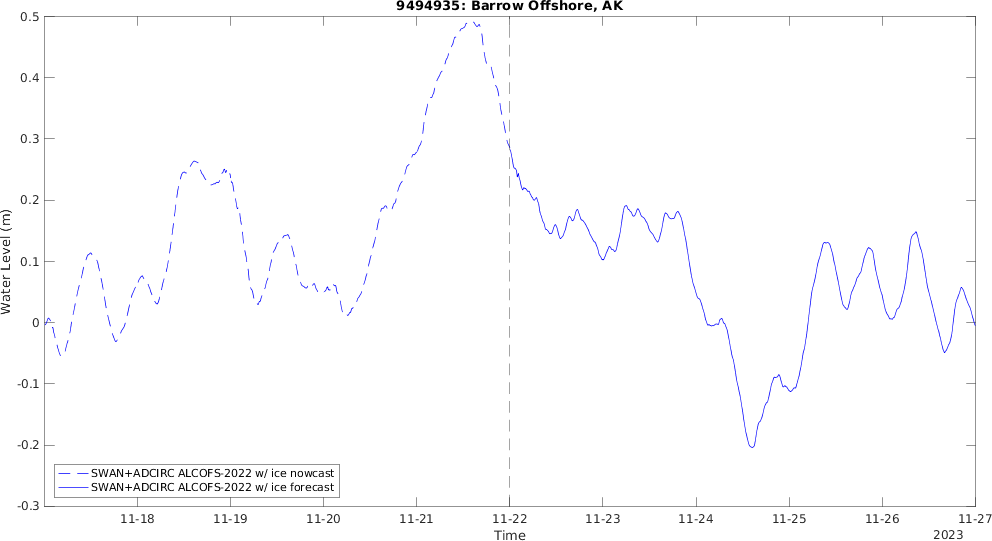 9494935: Barrow Offshore, AK
0.5
0.4
0.3
0.2
0.1
0
-0.1
-0.2
-0.3
Water Level (m)
SWAN+ADCIRC ALCOFS-2022 w/ ice nowcast
SWAN+ADCIRC ALCOFS-2022 w/ ice forecast
11-18 11-19 11-20 11-21 11-22 11-23 11-24 11-25 11-26 11-27
Time
2023